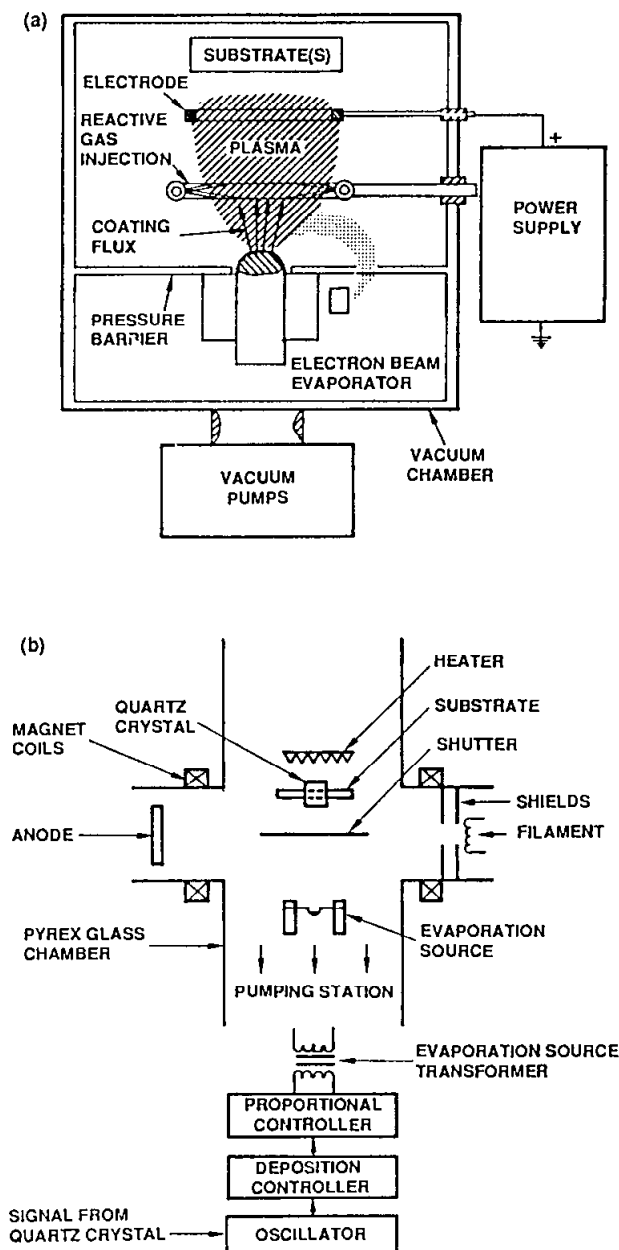 (a)
SUBSTRATE(S)
ELECTRODE
REACTIVE
GAS
INJECTION
PLASMA
+
POWER
SUPPLY
COATING
FLUX
PRESSURE
BARRIER
ELECTRON BEAM
EVAPORATOR
VACUUM
CHAMBER
VACUUM
PUMPS
(b)
HEATER
QUARTZ
CRYSTAL
SUBSTRATE
MAGNET
COILS
SHUTTER
SHIELDS
ANODE
FILAMENT
PYREX GLASS
CHAMBER
EVAPORATION
SOURCE
PUMPING STATION
EVAPORATION SOURCE
TRANSFORMER
PROPORTIONAL
CONTROLLER
DEPOSITION
CONTROLLER
SIGNAL FROM
QUARTZ CRYSTAL
OSCILLATOR